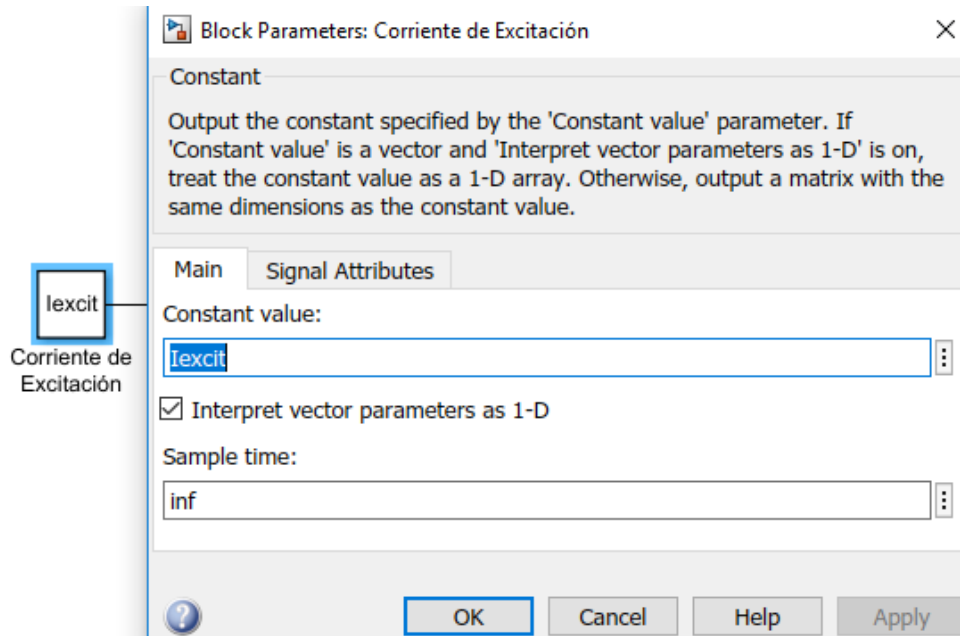 Block Parameters: Corriente de Excitación
Constant
Output the constant specified by the 'Constant value' parameter. If
'Constant value' is a vector and 'Interpret vector parameters as 1-D' is on,
treat the constant value as a 1-D array. Otherwise, output a matrix with the
same dimensions as the constant value.
Main Signal Attributes
Iexcit
Corriente de
Excitación
Constant value:
Iexcit
Interpret vector parameters as 1-D
Sample time:
inf
OK Cancel Help Apply